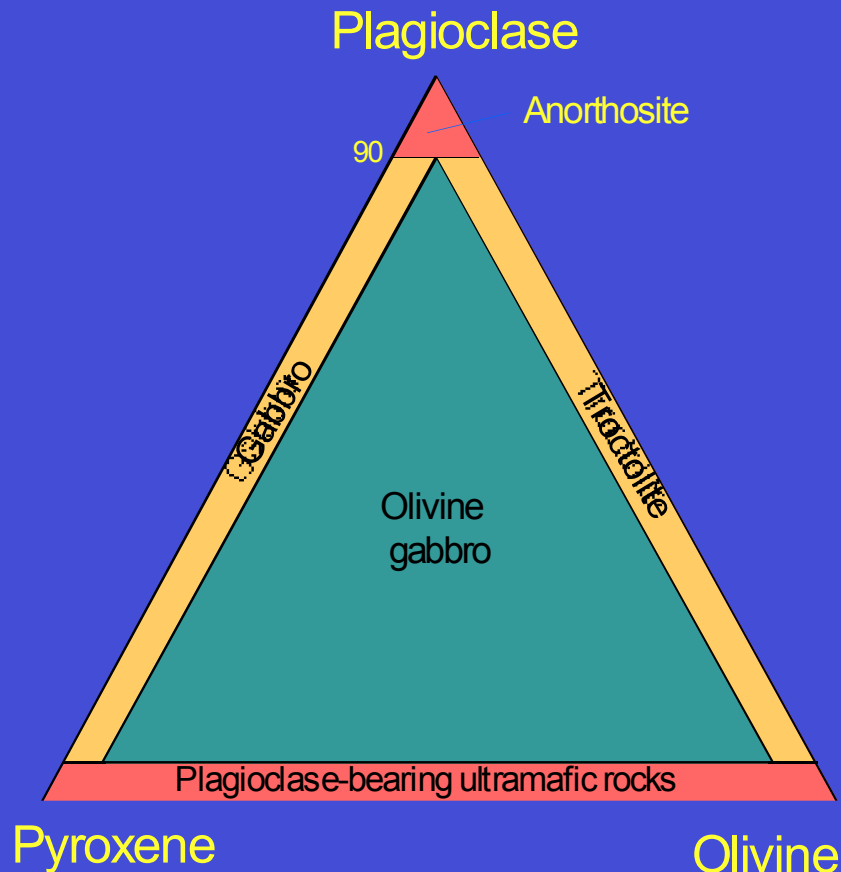 Plagioclase
Anorthosite
90
Gabbro
Troctolite
Olivine
gabbro
Plagioclase-bearing ultramafic rocks
Pyroxene
Olivine